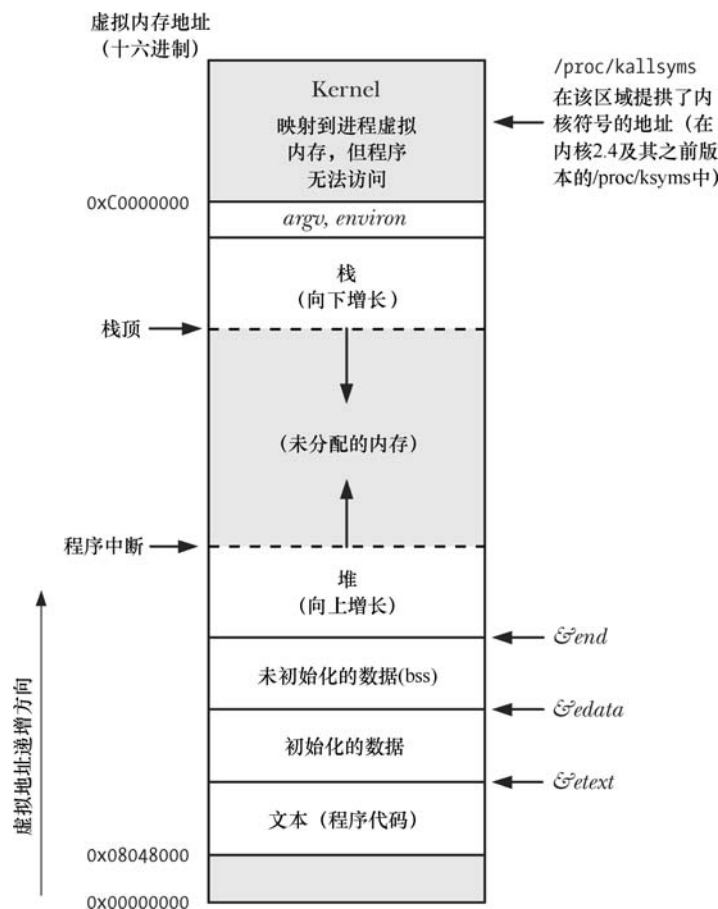 虚拟内存地址
（十六进制）
/proc/kallsyms
在该区域提供了内
核符号的地址（在
内核2.4及其之前版
本的/proc/ksyms中）
Kernel
映射到进程虚拟
内存，但程序
无法访问
0xC0000000
argv, environ
栈
（向下增长）
栈顶
（未分配的内存）
程序中断
堆
（向上增长）
&end
未初始化的数据(bss)
&edata
初始化的数据
&etext
文本（程序代码）
0x08048000
0x00000000
虚拟地址递增方向